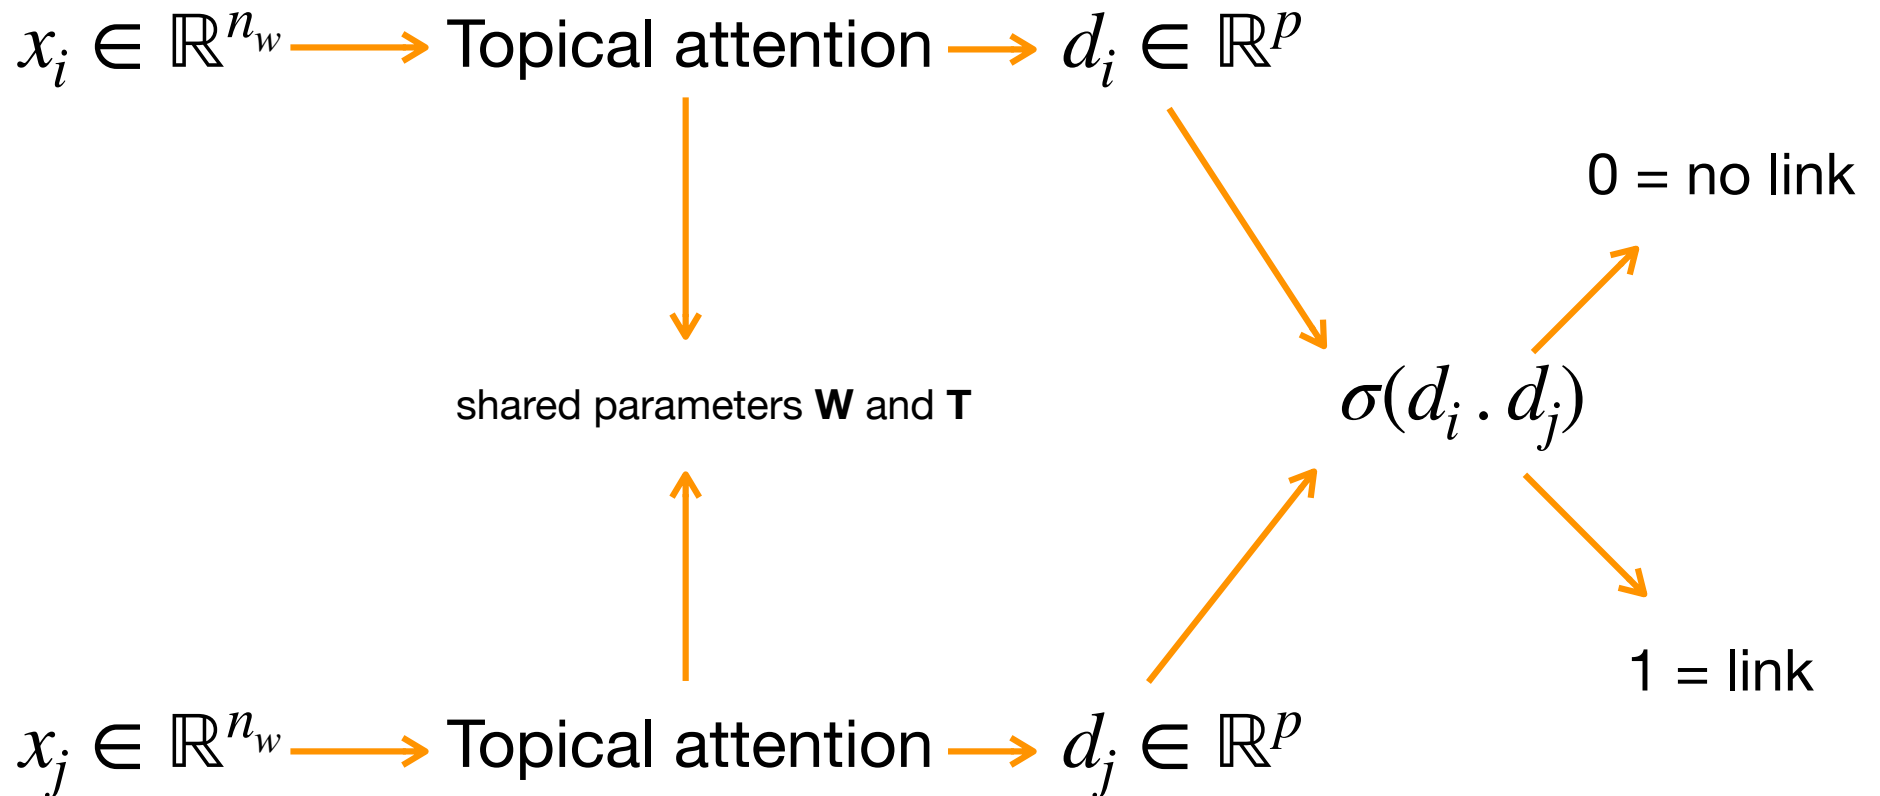 x_i ∈ ℝ^{n_w} Topical attention d_i ∈ ℝ^p
0 = no link
shared parameters W and T σ(d_i . d_j)
1 = link
x_j ∈ ℝ^{n_w} Topical attention d_j ∈ ℝ^p